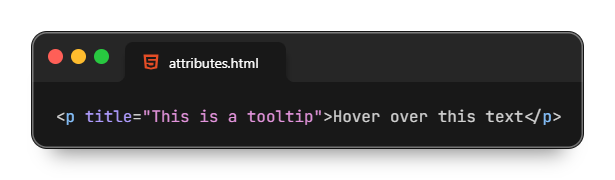 attributes.html
<p title="This is a tooltip">Hover over this text</p>